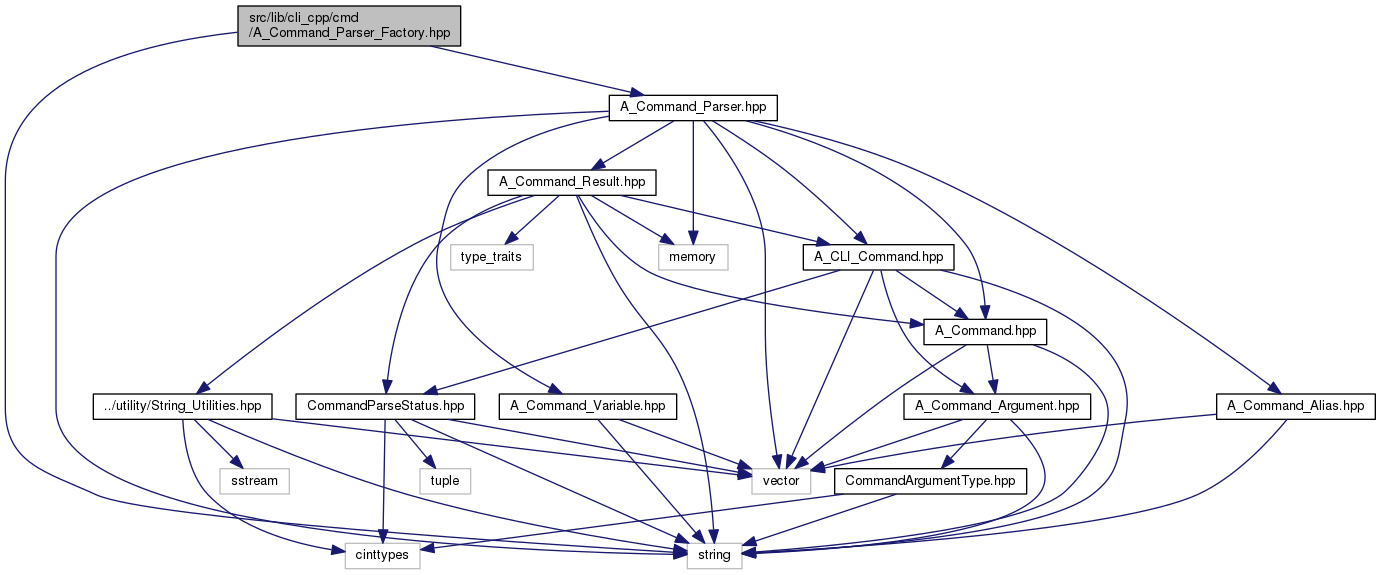 src/lib/cli_cpp/cmd
/A_Command_Parser_Factory.hpp
A_Command_Parser.hpp
A_Command_Result.hpp
type_traits
memory
A_CLI_Command.hpp
A_Command.hpp
../utility/String_Utilities.hpp
CommandParseStatus.hpp
A_Command_Variable.hpp
A_Command_Argument.hpp
A_Command_Alias.hpp
sstream
tuple
vector
CommandArgumentType.hpp
cinttypes
string